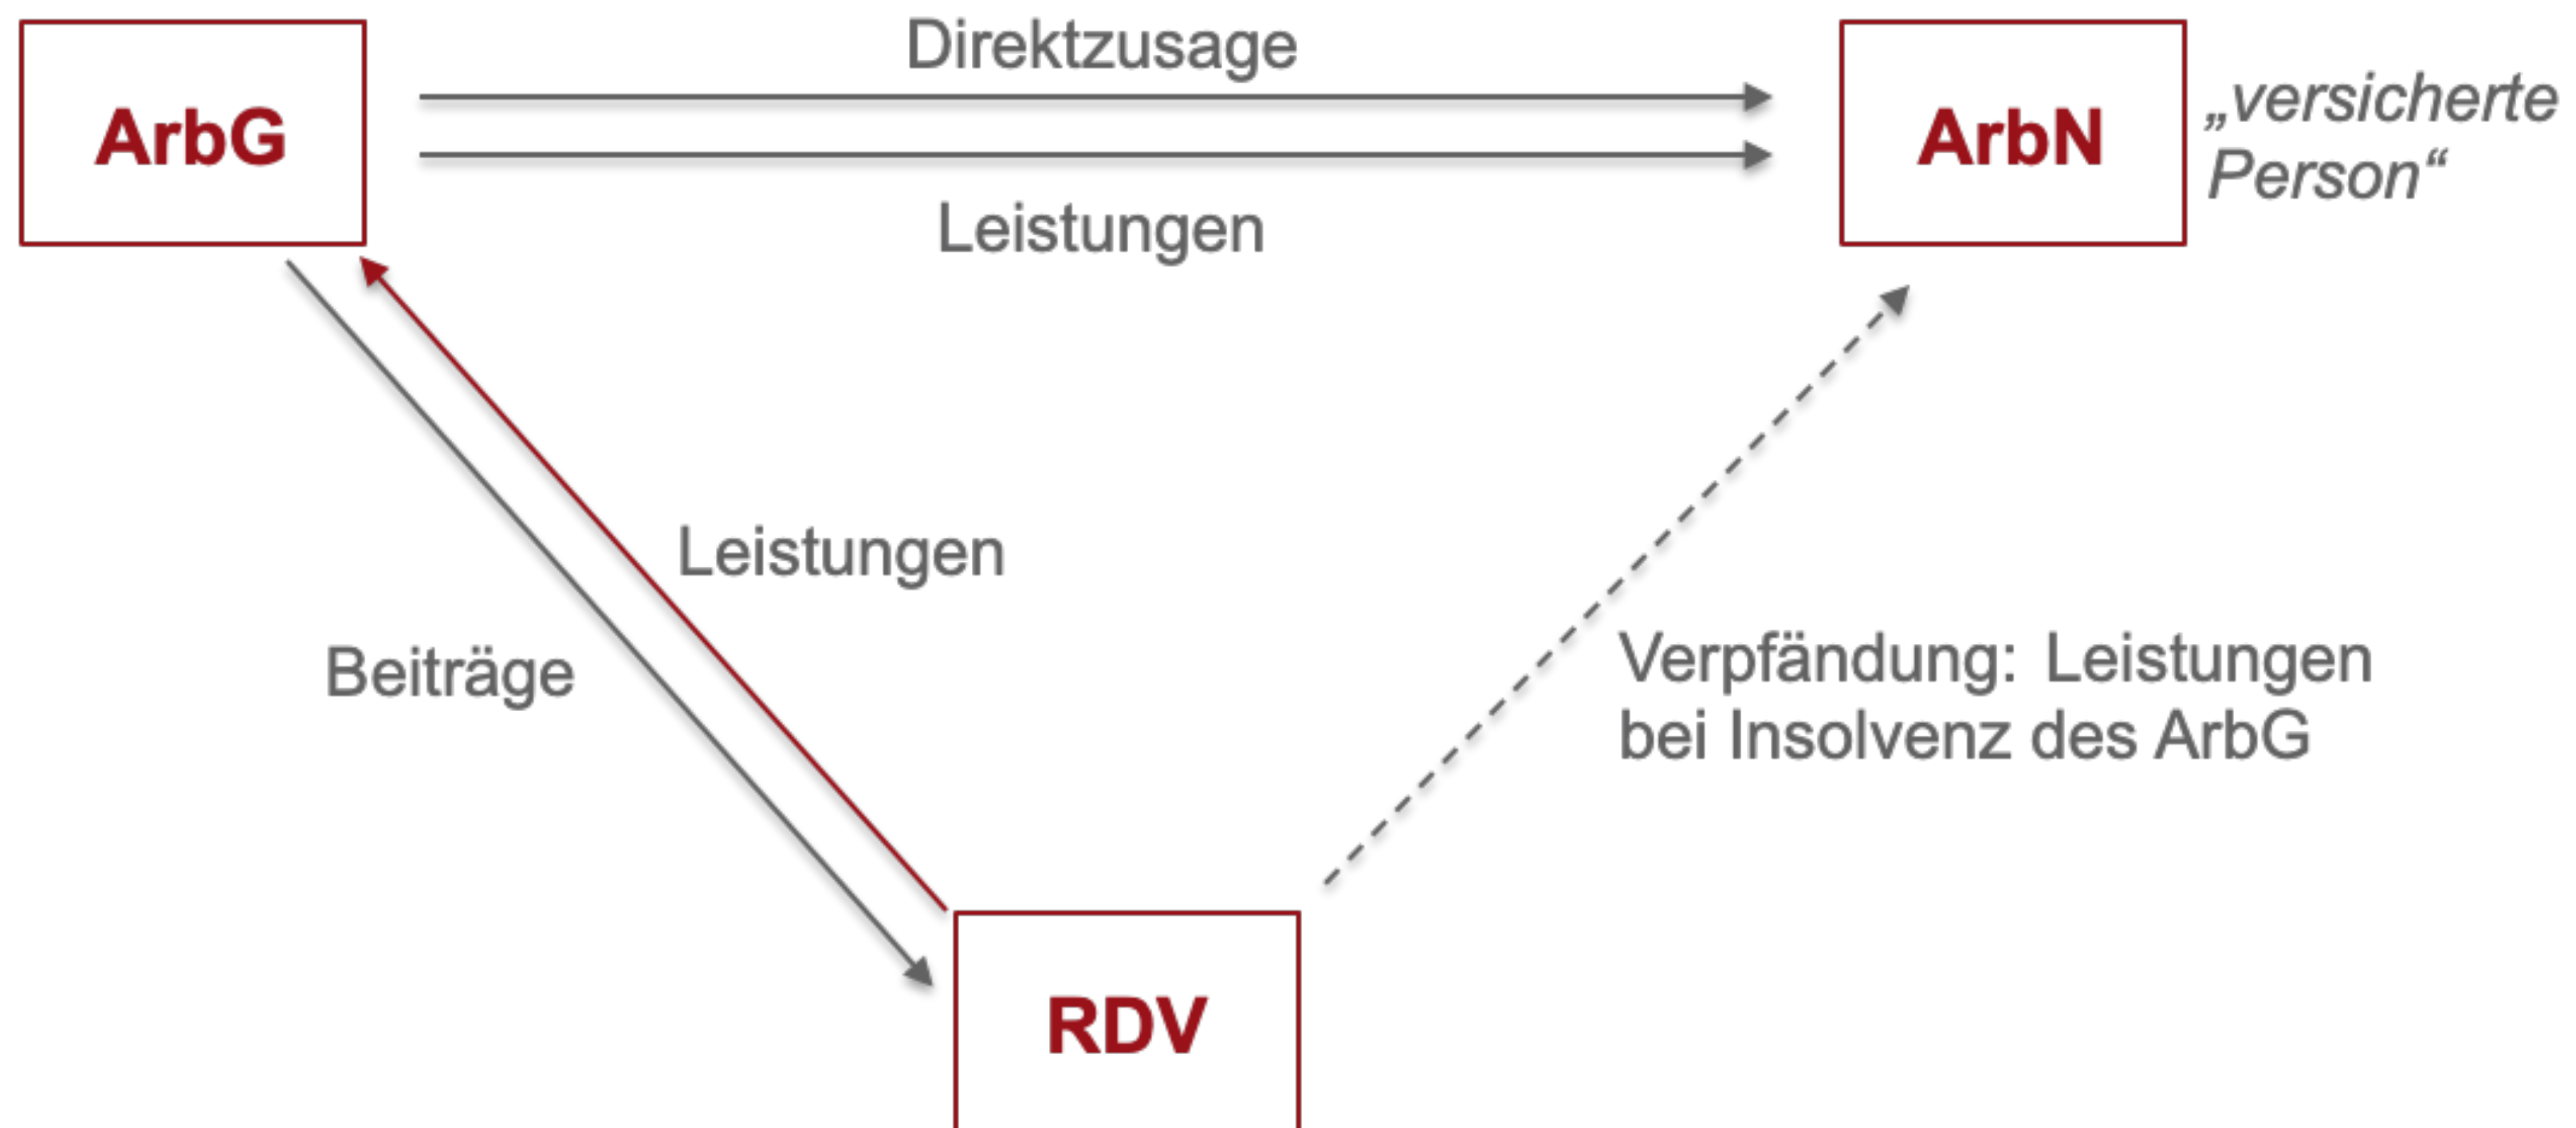 Direktzusage
ArbG
ArbN
„versicherte
Person“
Leistungen
Leistungen
Beiträge
Verpfändung: Leistungen
bei Insolvenz des ArbG
RDV